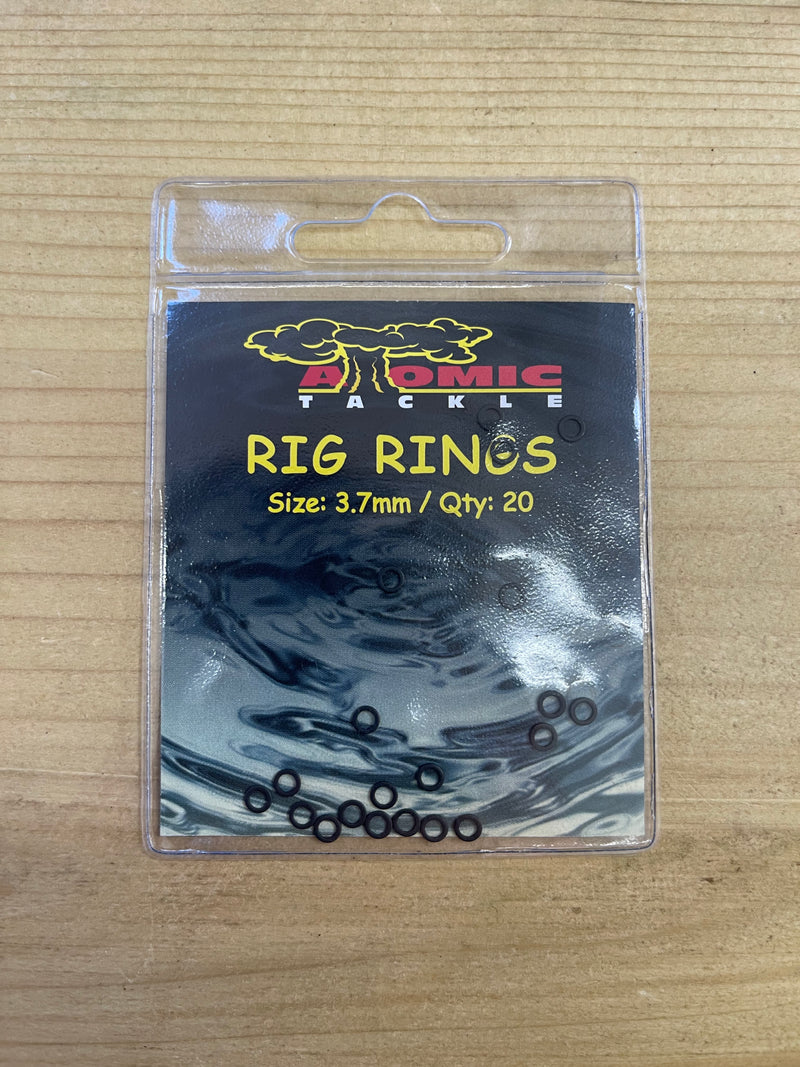 ATOMIC
TACKLE
RIG RINGS
Size: 3.7mm / Qty: 20